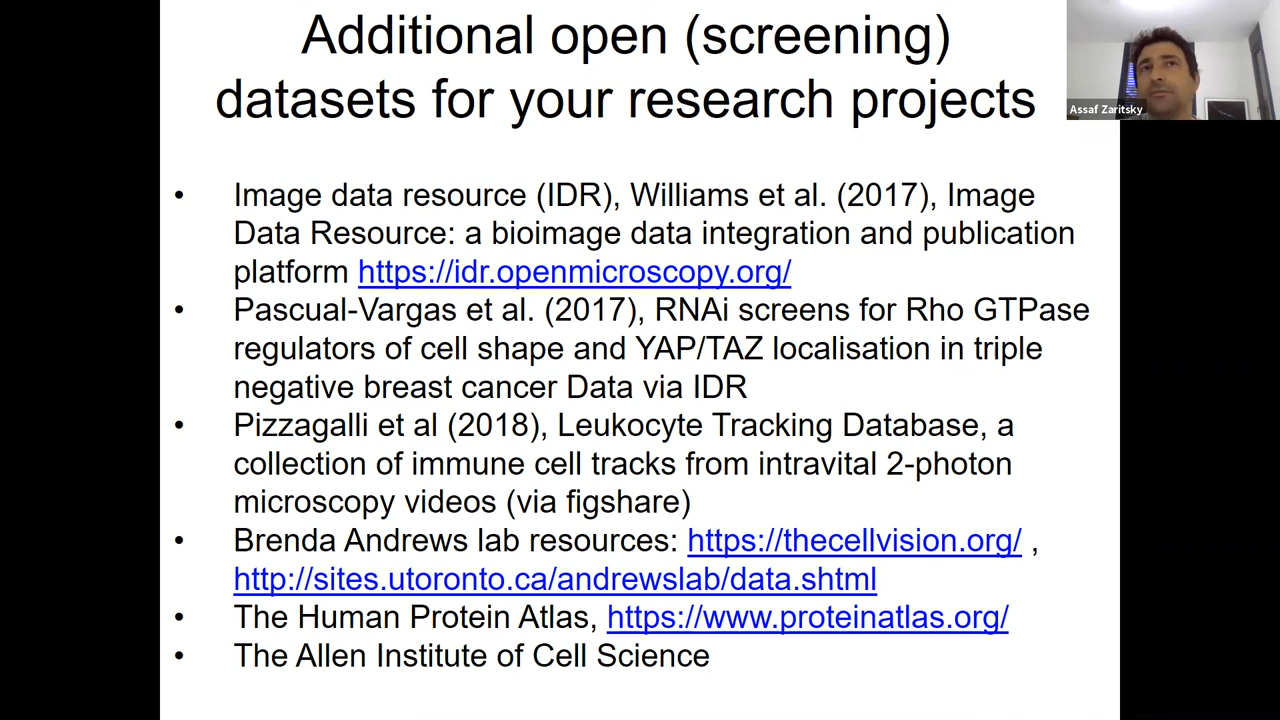 Additional open (screening)
datasets for your research projects
Assaf Zaritsky
• Image data resource (IDR), Williams et al. (2017), Image
Data Resource: a bioimage data integration and publication
platform https://idr.openmicroscopy.org/
• Pascual-Vargas et al. (2017), RNAi screens for Rho GTPase
regulators of cell shape and YAP/TAZ localisation in triple
negative breast cancer Data via IDR
• Pizzagalli et al (2018), Leukocyte Tracking Database, a
collection of immune cell tracks from intravital 2-photon
microscopy videos (via figshare)
• Brenda Andrews lab resources: https://thecellvision.org/ ,
http://sites.utoronto.ca/andrewslab/data.shtml
• The Human Protein Atlas, https://www.proteinatlas.org/
• The Allen Institute of Cell Science